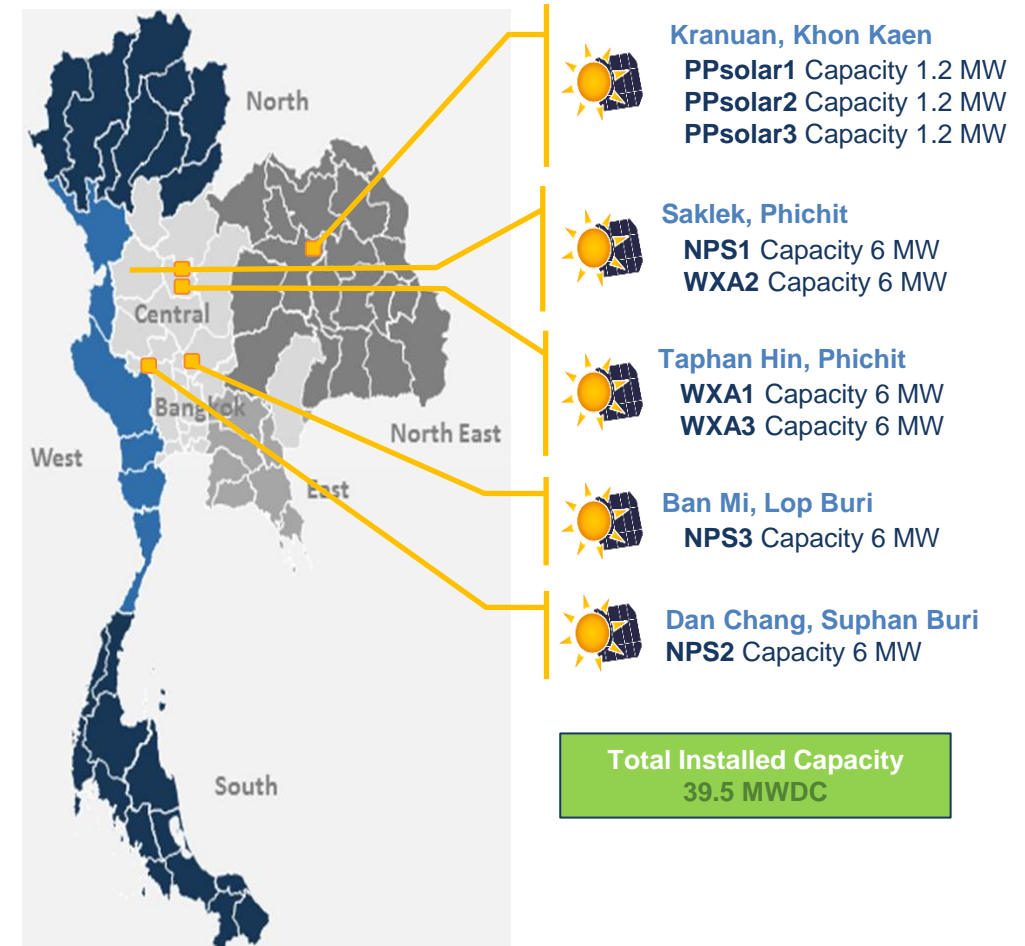 North
Central
Bangkok
North East
West
East
South
Kranuan, Khon Kaen
PPsolar1 Capacity 1.2 MW
PPsolar2 Capacity 1.2 MW
PPsolar3 Capacity 1.2 MW
Saklek, Phichit
NPS1 Capacity 6 MW
WXA2 Capacity 6 MW
Taphan Hin, Phichit
WXA1 Capacity 6 MW
WXA3 Capacity 6 MW
Ban Mi, Lop Buri
NPS3 Capacity 6 MW
Dan Chang, Suphan Buri
NPS2 Capacity 6 MW
Total Installed Capacity
39.5 MWDC